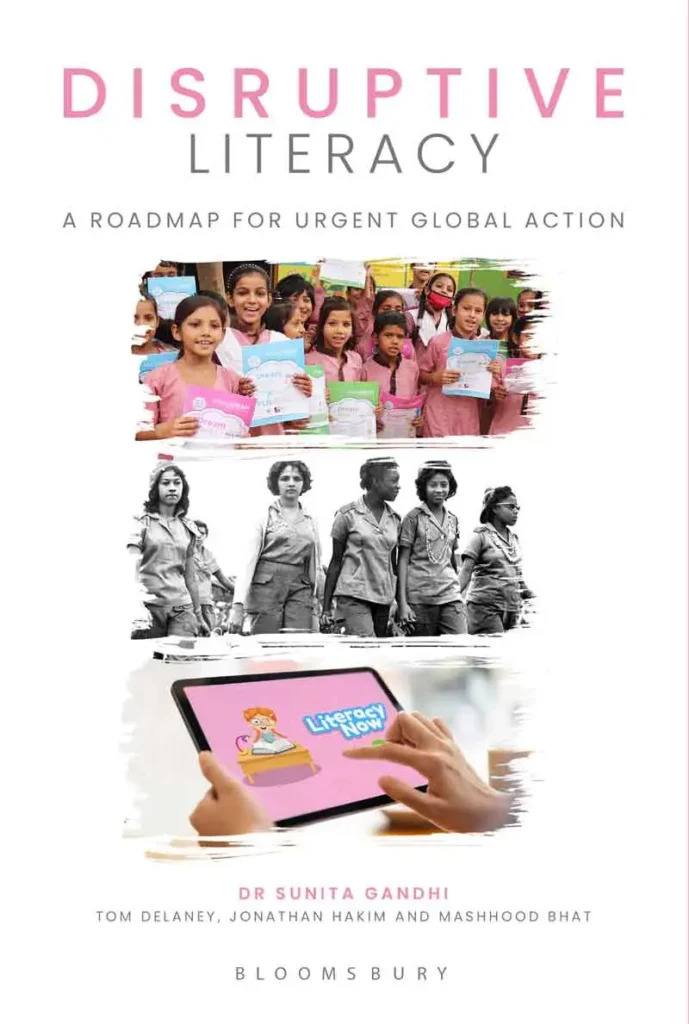 DISRUPTIVE
LITERACY
A ROADMAP FOR URGENT GLOBAL ACTION
Dream
Literacy
Now
DR SUNITA GANDHI
TOM DELANEY, JONATHAN HAKIM AND MASHHOOD BHAT
BLOOMSBURY